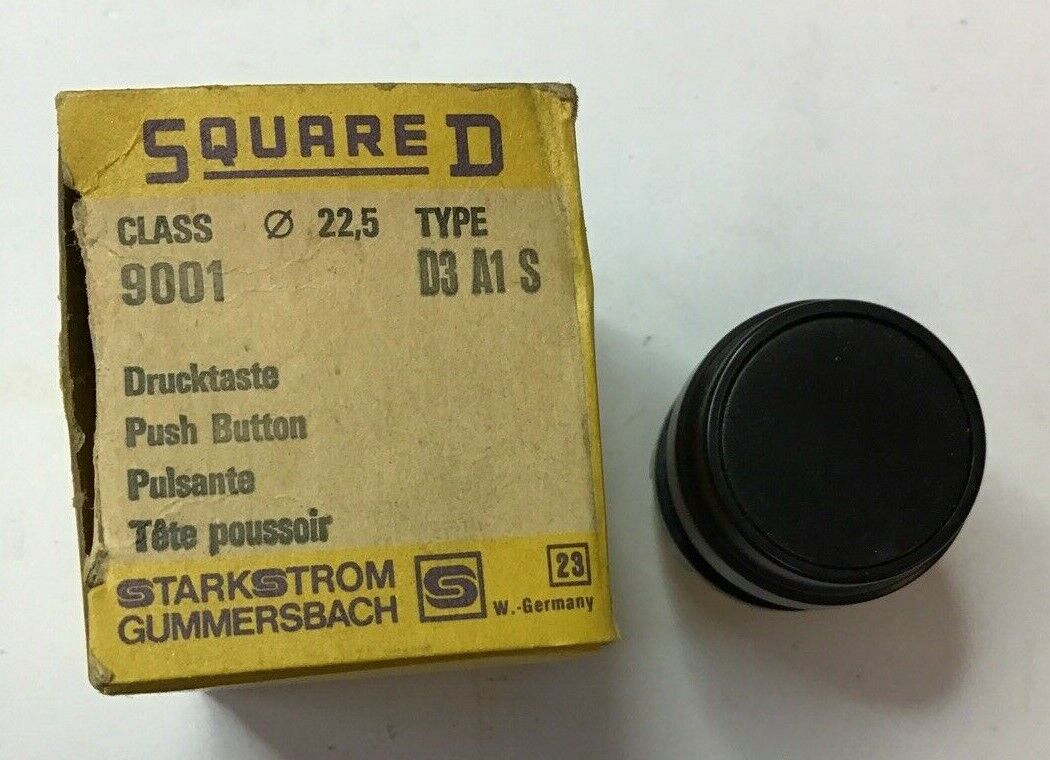 SQUARE D
CLASS Ø 22,5 TYPE
9001 D3 A1 S
Drucktaste
Push Button
Pulsante
Tête poussoir
STARKSTROM
GUMMERSBACH
S
23
W.-Germany